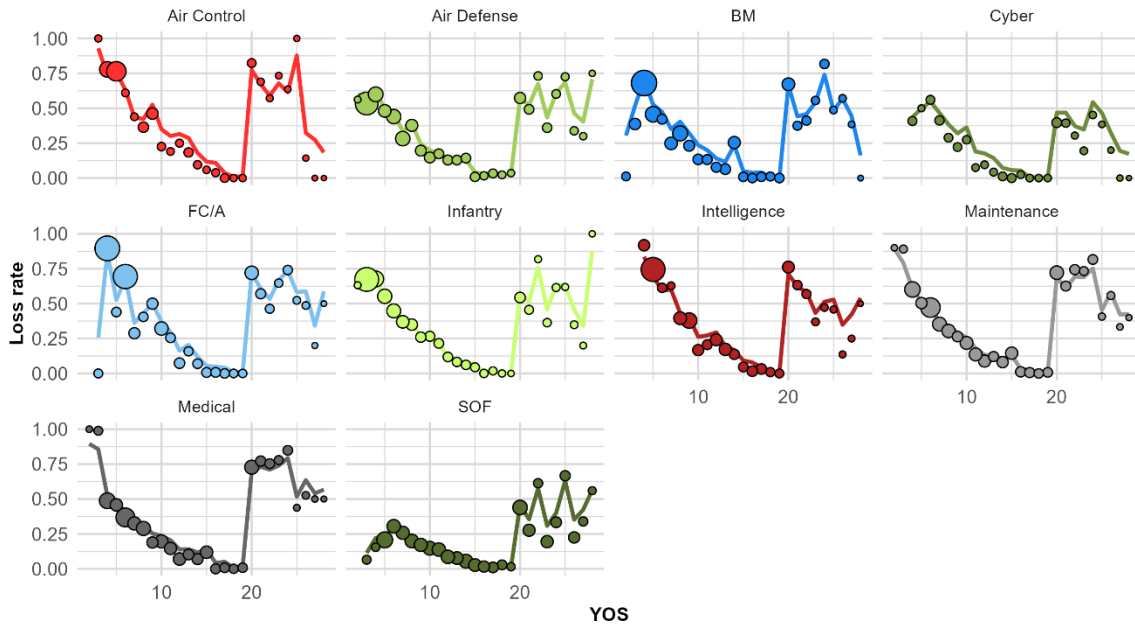 Air Control Air Defense BM Cyber
1.00
0.75
0.50
0.25
0.00
FC/A Infantry Intelligence Maintenance
1.00
0.75
0.50
0.25
0.00
10 20 10 20
Medical SOF
1.00
0.75
0.50
0.25
0.00
10 20 10 20
Loss rate
YOS